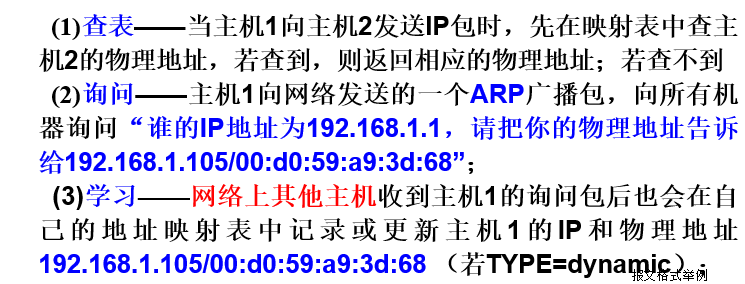 (1)查表——当主机1向主机2发送IP包时，先在映射表中查主
机2的物理地址，若查到，则返回相应的物理地址；若查不到
(2)询问——主机1向网络发送的一个ARP广播包，向所有机
器询问“谁的IP地址为192.168.1.1，请把你的物理地址告诉
给192.168.1.105/00:d0:59:a9:3d:68”；
(3)学习——网络上其他主机收到主机1的询问包后也会在自
己的地址映射表中记录或更新主机1的IP和物理地址
192.168.1.105/00:d0:59:a9:3d:68 （若TYPE=dynamic）；
报文格式举例